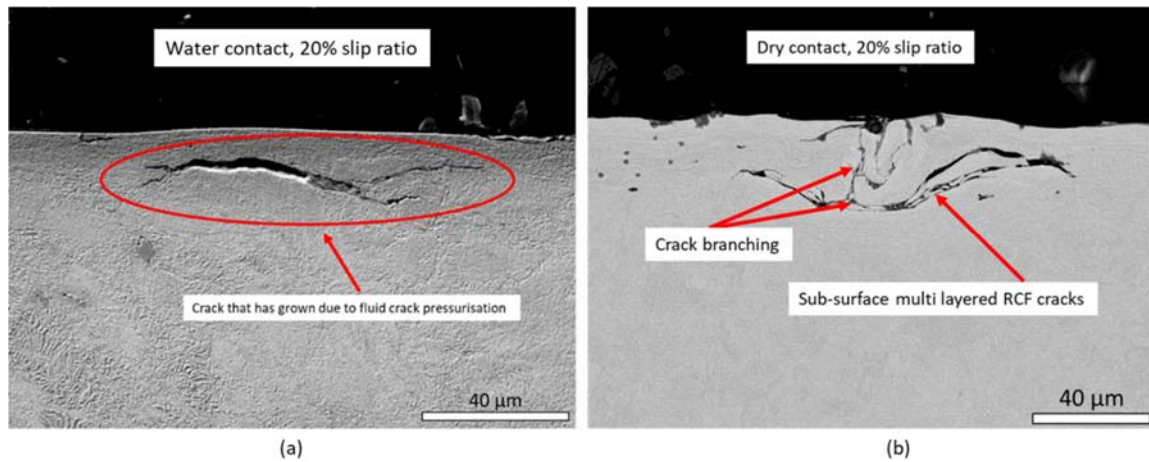 Water contact, 20% slip ratio
Crack that has grown due to fluid crack pressurisation
40 µm
(a)
Dry contact, 20% slip ratio
Crack branching
Sub-surface multi layered RCF cracks
40 µm
(b)